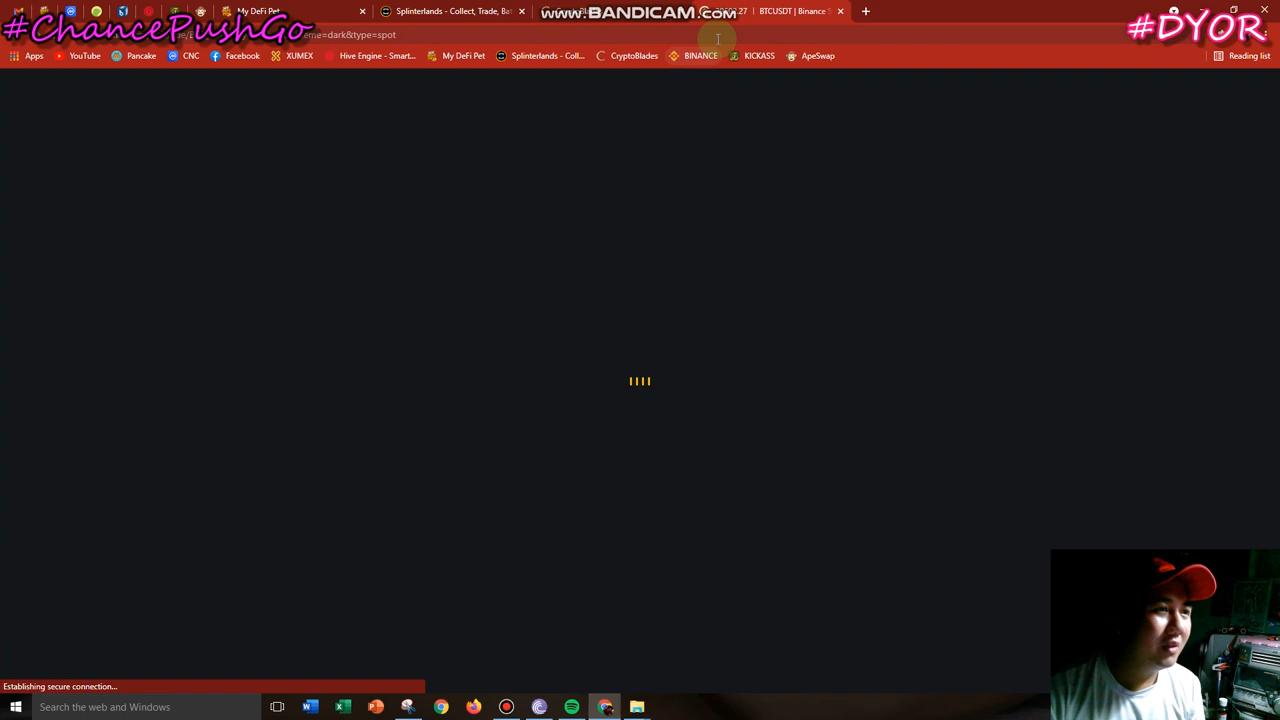 Splinterlands - Collect, Trade, Bat
www.BANDICAM.com
27
BTCUSDT | Binance S
My DeFi Pet
#ChancePushGo
eme=dark&type=spot
#DYOR
Apps
YouTube
Pancake
CNC
Facebook
XUMEX
Hive Engine - Smart...
My DeFi Pet
Splinterlands - Coll...
CryptoBlades
BINANCE
KICKASS
ApeSwap
Reading list
Establishing secure connection...
Search the web and Windows